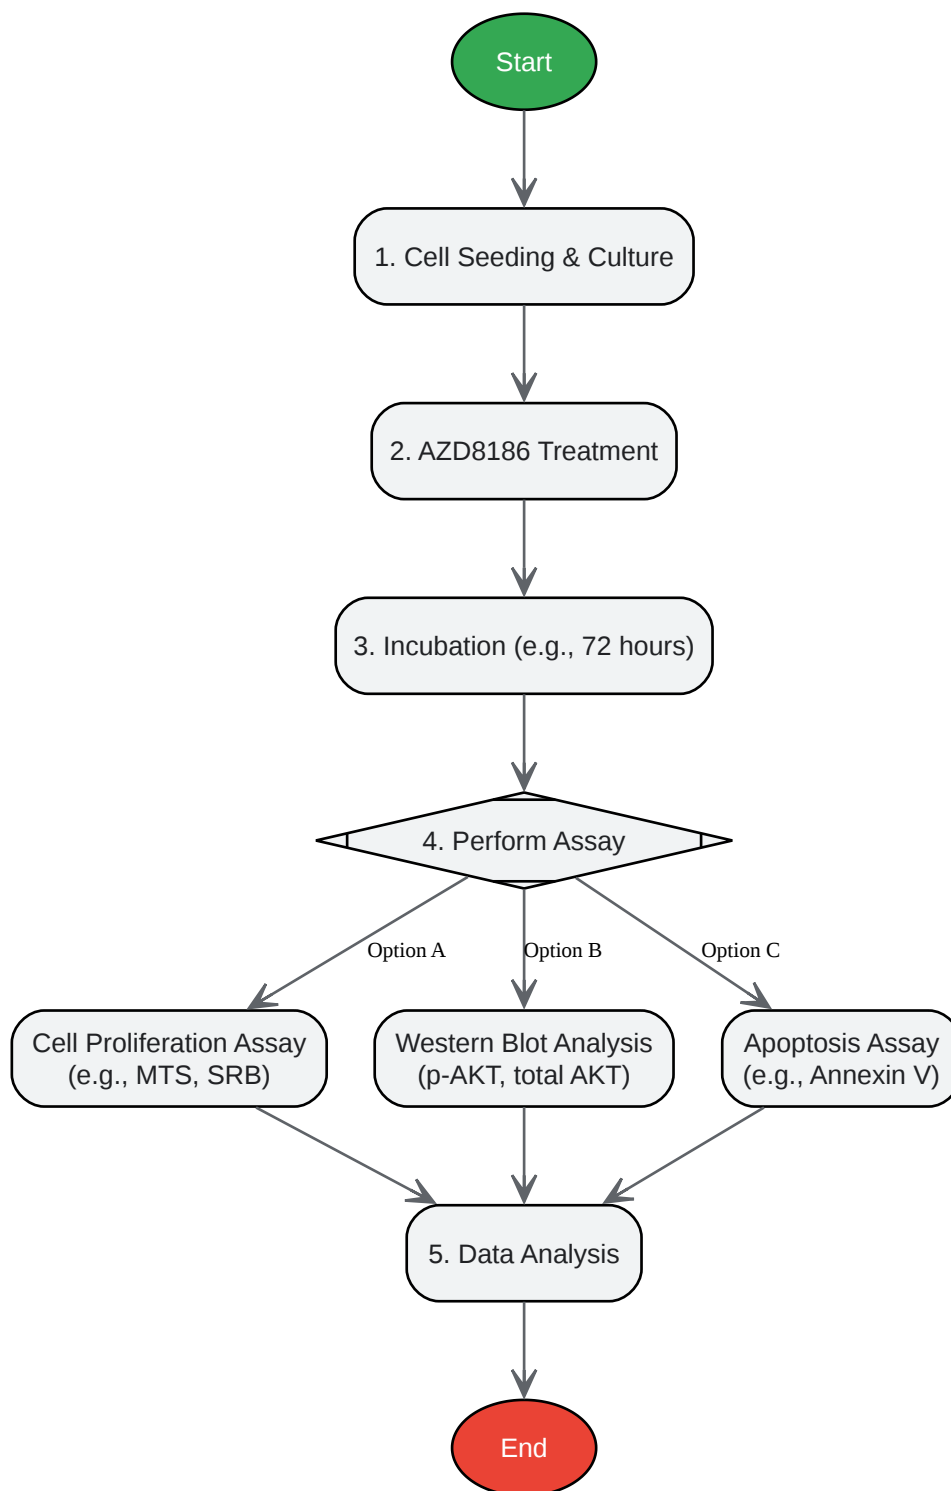 Start
1. Cell Seeding & Culture
2. AZD8186 Treatment
3. Incubation (e.g., 72 hours)
4. Perform Assay
Option A
Option B
Option C
Cell Proliferation Assay
(e.g., MTS, SRB)
Western Blot Analysis
(p-AKT, total AKT)
Apoptosis Assay
(e.g., Annexin V)
5. Data Analysis
End